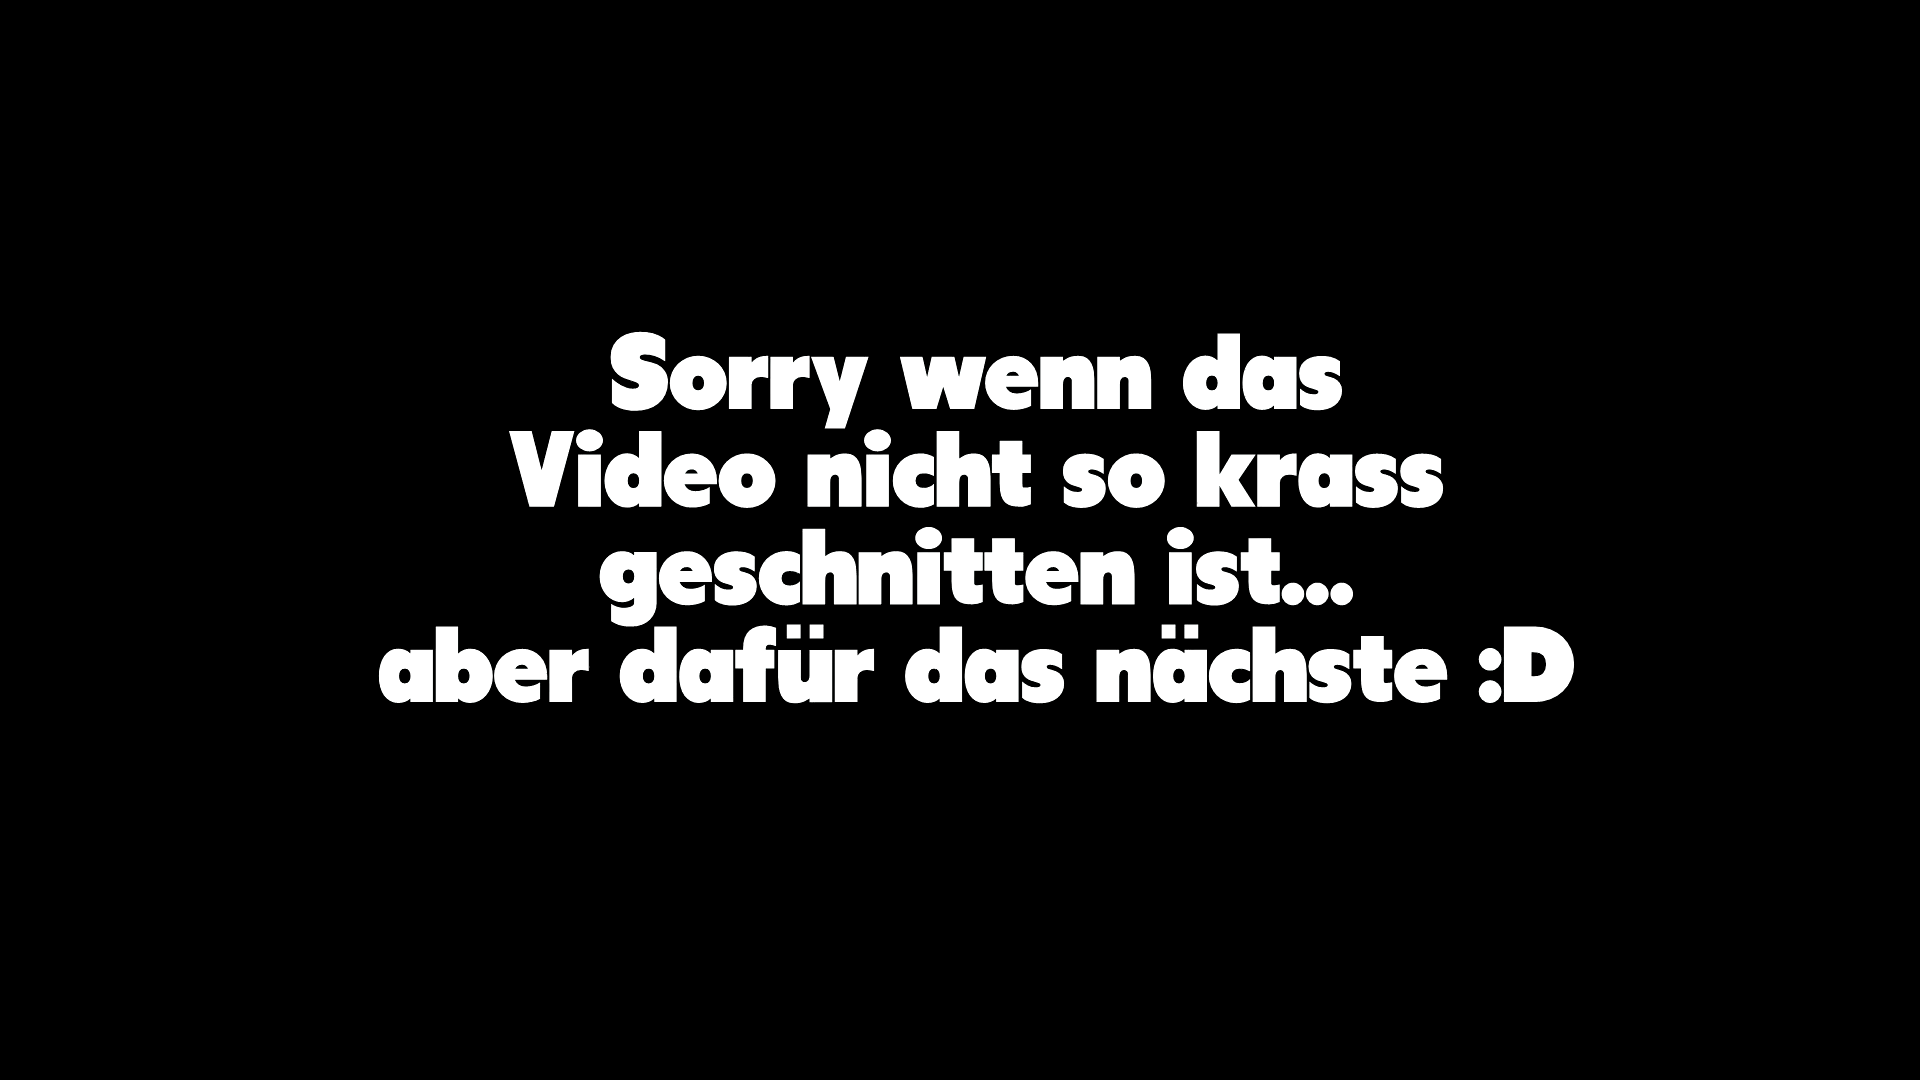 Sorry wenn das
Video nicht so krass
geschnitten ist...
aber dafür das nächste :D